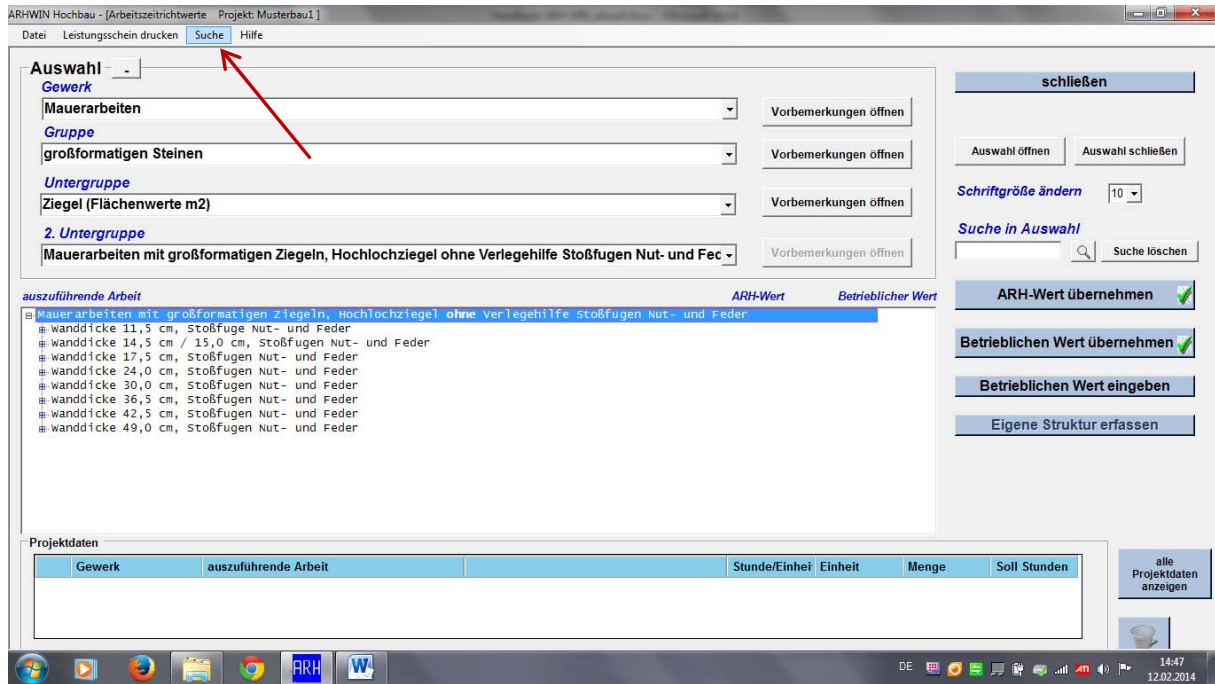 ARHWIN Hochbau - [Arbeitszeitrichtwerte Projekt: Musterbau1 ]
Datei Leistungsschein drucken Suche Hilfe
Auswahl -
Gewerk
Mauerarbeiten
Vorbemerkungen öffnen
Gruppe
großformatigen Steinen
Vorbemerkungen öffnen
Untergruppe
Ziegel (Flächenwerte m2)
Vorbemerkungen öffnen
2. Untergruppe
Mauerarbeiten mit großformatigen Ziegeln, Hochlochziegel ohne Verlegehilfe Stoßfugen Nut- und Fed
Vorbemerkungen öffnen
schließen
Auswahl öffnen Auswahl schließen
Schriftgröße ändern 10
Suche in Auswahl
Suche löschen
ARH-Wert übernehmen
Betrieblichen Wert übernehmen
Betrieblichen Wert eingeben
Eigene Struktur erfassen
auszuführende Arbeit ARH-Wert Betrieblicher Wert
Mauerarbeiten mit großformatigen Ziegeln, Hochlochziegel ohne Verlegehilfe Stoßfugen Nut- und Feder
Wanddicke 11,5 cm, Stoßfuge Nut- und Feder
Wanddicke 14,5 cm / 15,0 cm, Stoßfugen Nut- und Feder
Wanddicke 17,5 cm, Stoßfugen Nut- und Feder
Wanddicke 24,0 cm, Stoßfugen Nut- und Feder
Wanddicke 30,0 cm, Stoßfugen Nut- und Feder
Wanddicke 36,5 cm, Stoßfugen Nut- und Feder
Wanddicke 42,5 cm, Stoßfugen Nut- und Feder
Wanddicke 49,0 cm, Stoßfugen Nut- und Feder
Projektdaten
Gewerk auszuführende Arbeit Stunde/Einhei Einheit Menge Soll Stunden
alle
Projektdaten
anzeigen
ARH
W
DE
ATI
14:47
12.02.2014